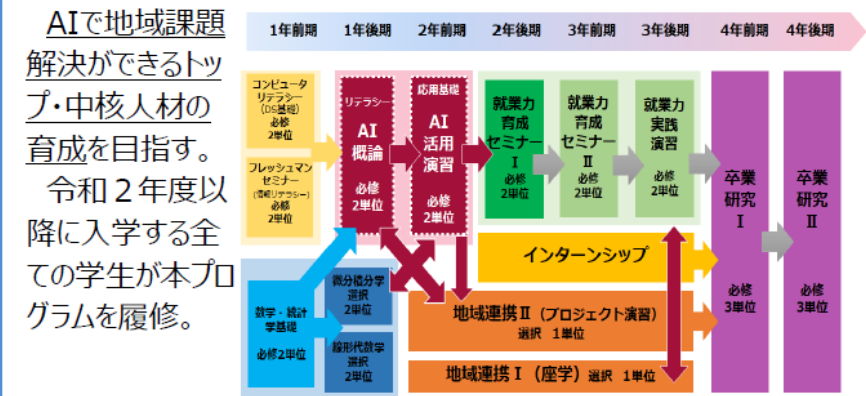 AIで地域課題
解決ができるトッ
プ・中核人材の
育成を目指す。
令和２年度以
降に入学する全
ての学生が本プロ
グラムを履修。
1年前期
1年後期
2年前期
2年後期
3年前期
3年後期
4年前期
4年後期
コンピュータ
リテラシー
(DS基礎)
必修
2単位
フレッシュマン
セミナー
(情報リテラシー)
必修
2単位
リテラシー
AI
概論
必修
2単位
応用基礎
AI
活用
演習
必修
2単位
就業力
育成
セミナー
Ⅰ
必修
2単位
就業力
育成
セミナー
Ⅱ
必修
2単位
就業力
実践
演習
必修
2単位
卒業
研究
Ⅰ
必修
3単位
卒業
研究
Ⅱ
必修
3単位
インターンシップ
数学・統計
学基礎
必修2単位
微分積分学
選択
2単位
線形代数学
選択
2単位
地域連携Ⅱ（プロジェクト演習）
選択 1単位
地域連携Ⅰ（座学）選択 1単位